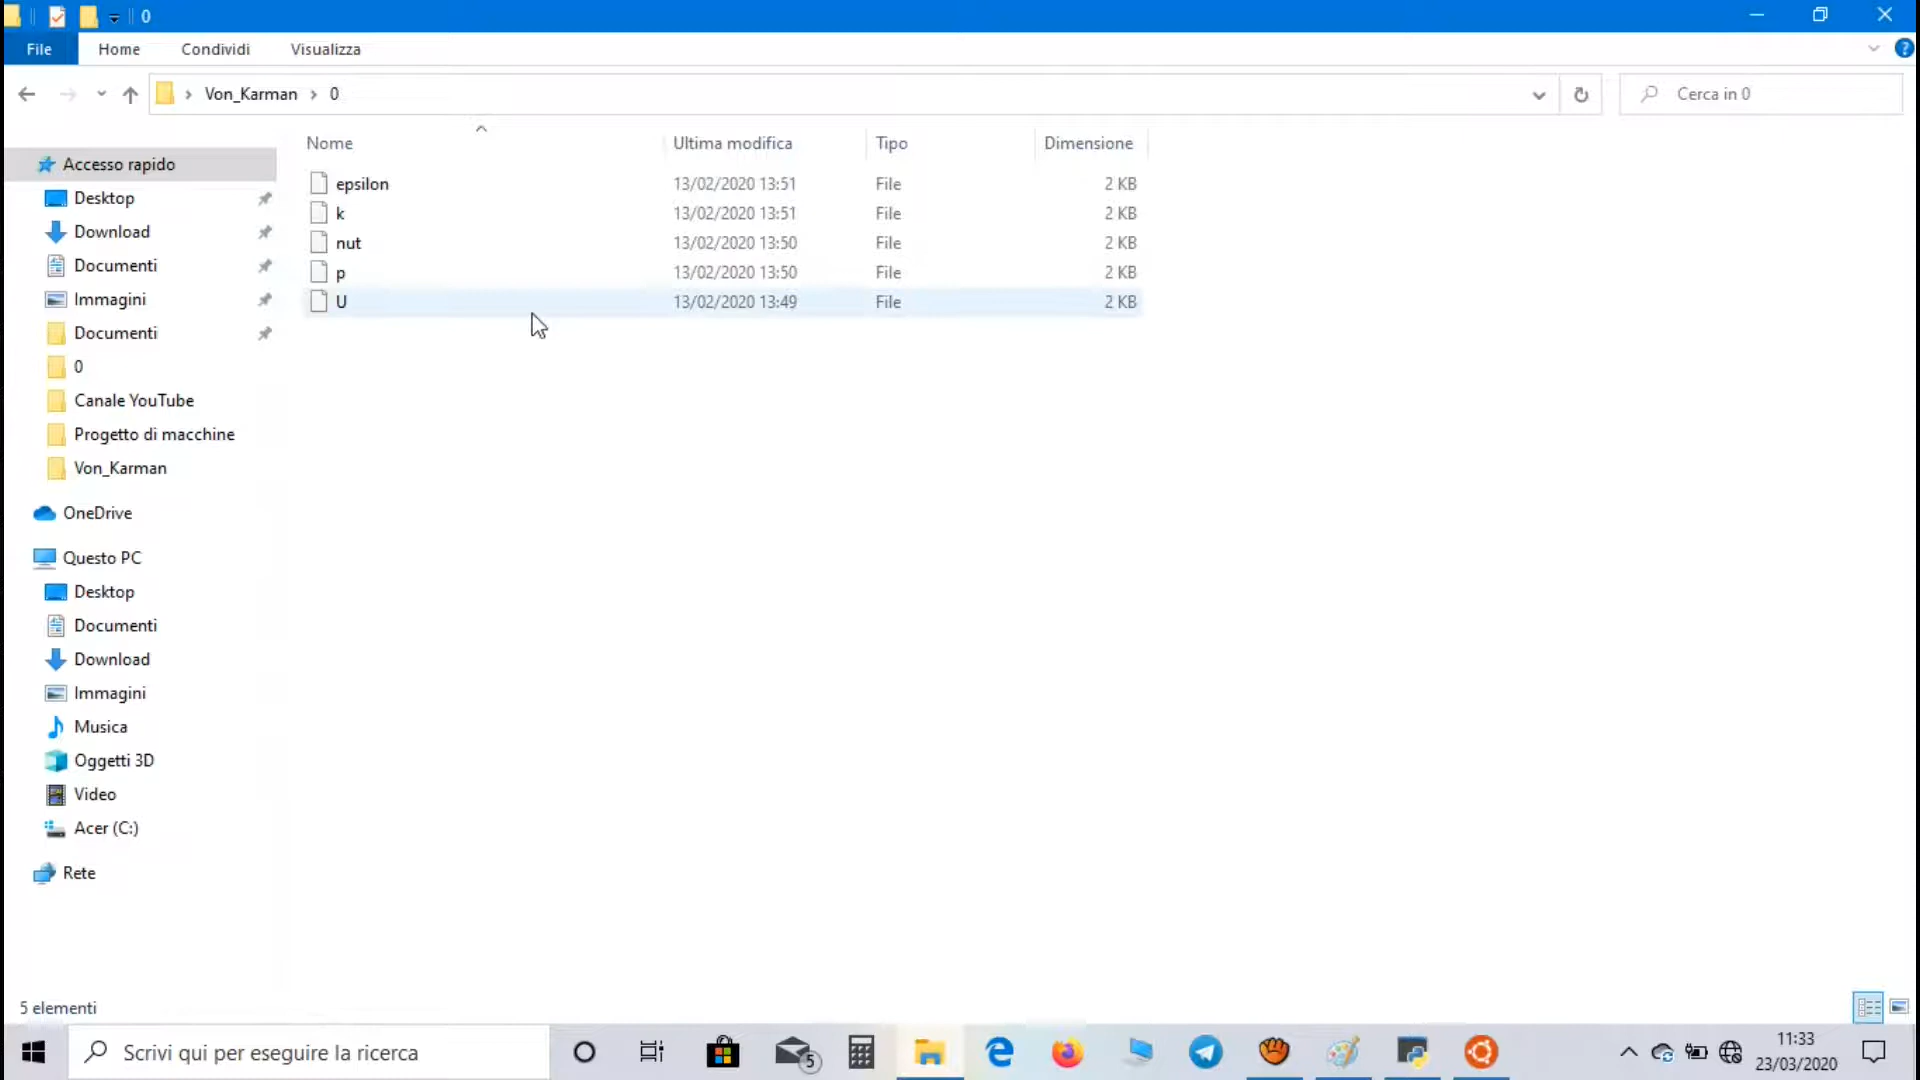 0
File Home Condividi Visualizza
Von_Karman 0
Cerca in 0
Nome Ultima modifica Tipo Dimensione
epsilon 13/02/2020 13:51 File 2 KB
k 13/02/2020 13:51 File 2 KB
nut 13/02/2020 13:50 File 2 KB
p 13/02/2020 13:50 File 2 KB
U 13/02/2020 13:49 File 2 KB
Accesso rapido
Desktop
Download
Documenti
Immagini
Documenti
0
Canale YouTube
Progetto di macchine
Von_Karman
OneDrive
Questo PC
Desktop
Documenti
Download
Immagini
Musica
Oggetti 3D
Video
Acer (C:)
Rete
5 elementi
Scrivi qui per eseguire la ricerca
5
11:33
23/03/2020